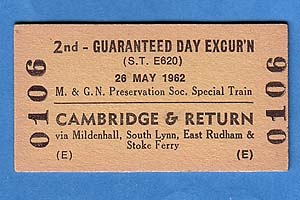 2nd - GUARANTEED DAY EXCUR'N
(S.T. E620)
26 MAY 1962
M. & G.N. Preservation Soc. Special Train
CAMBRIDGE & RETURN
via Mildenhall, South Lynn, East Rudham &
Stoke Ferry
(E) (E)
0106
0106